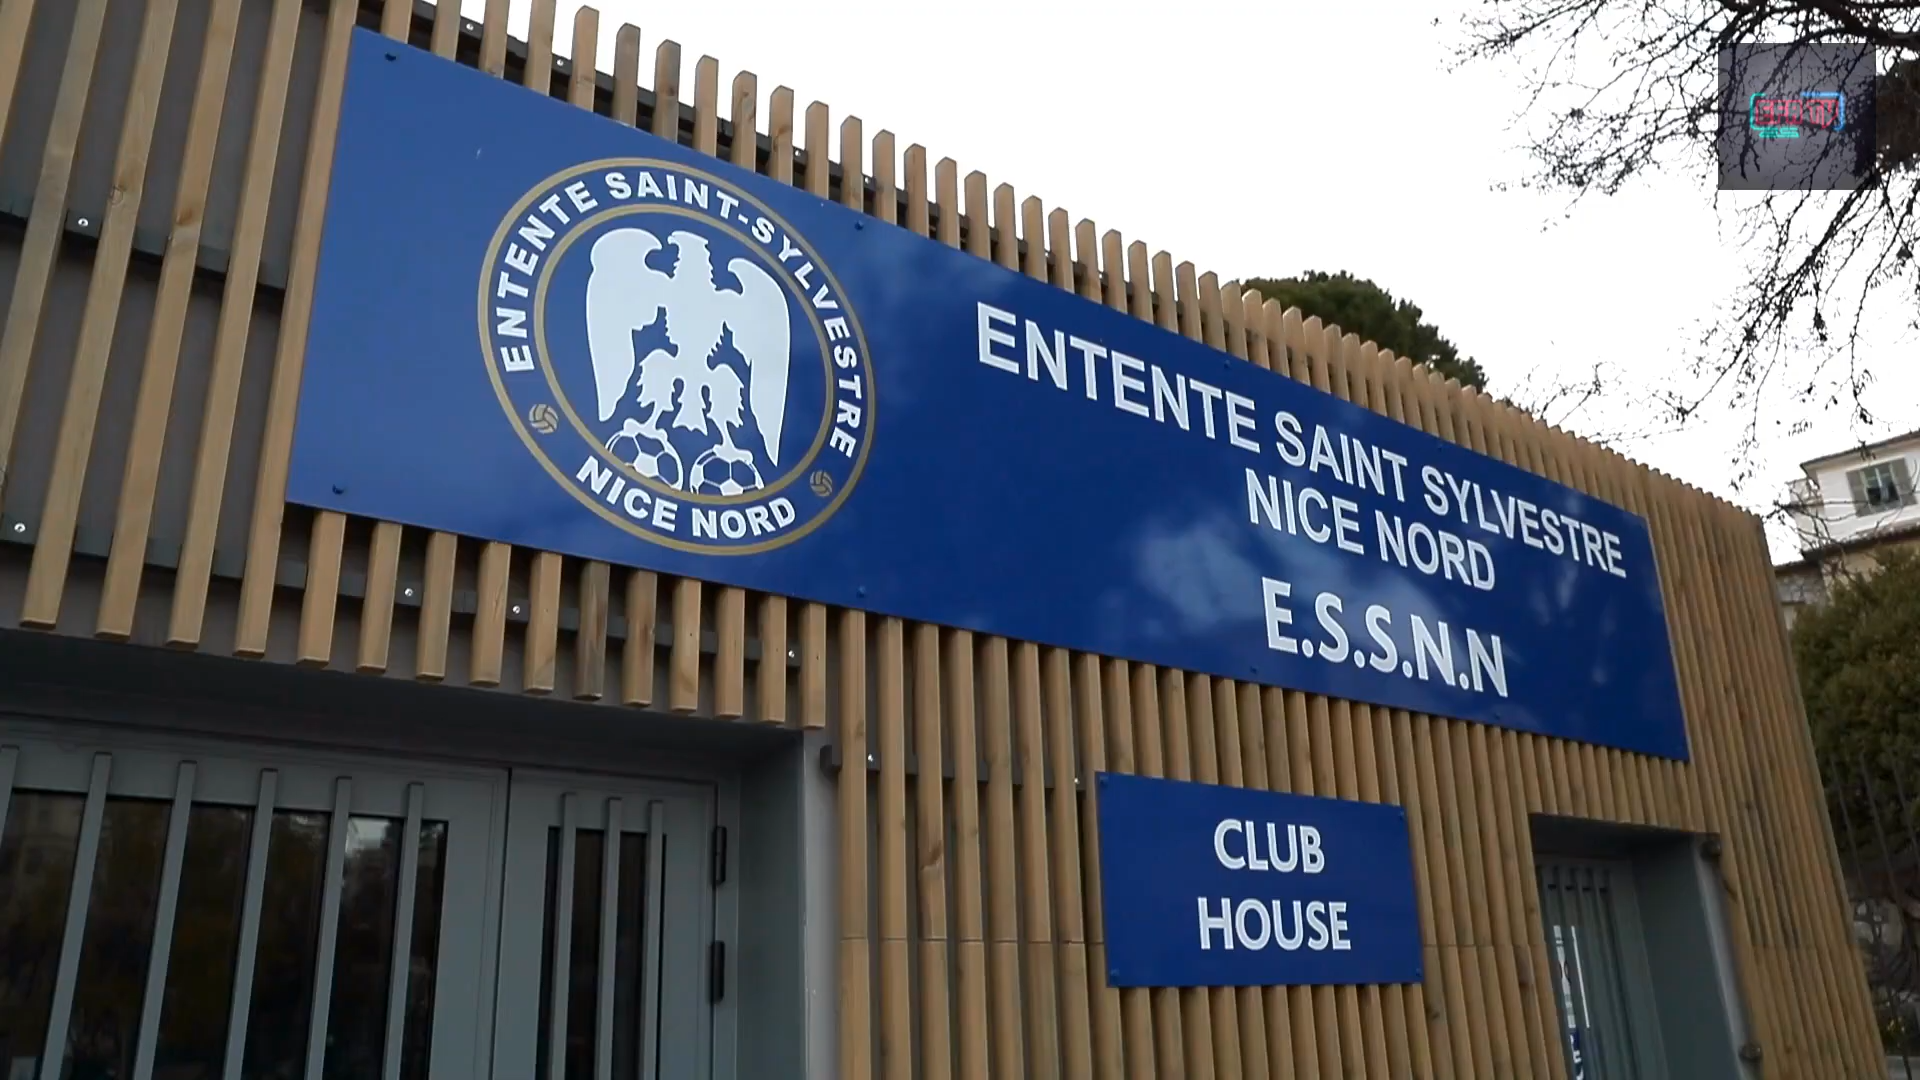 ENTENTE SAINT-SYLVESTRE
NICE NORD
ENTENTE SAINT SYLVESTRE
NICE NORD
E.S.S.N.N
CLUB
HOUSE